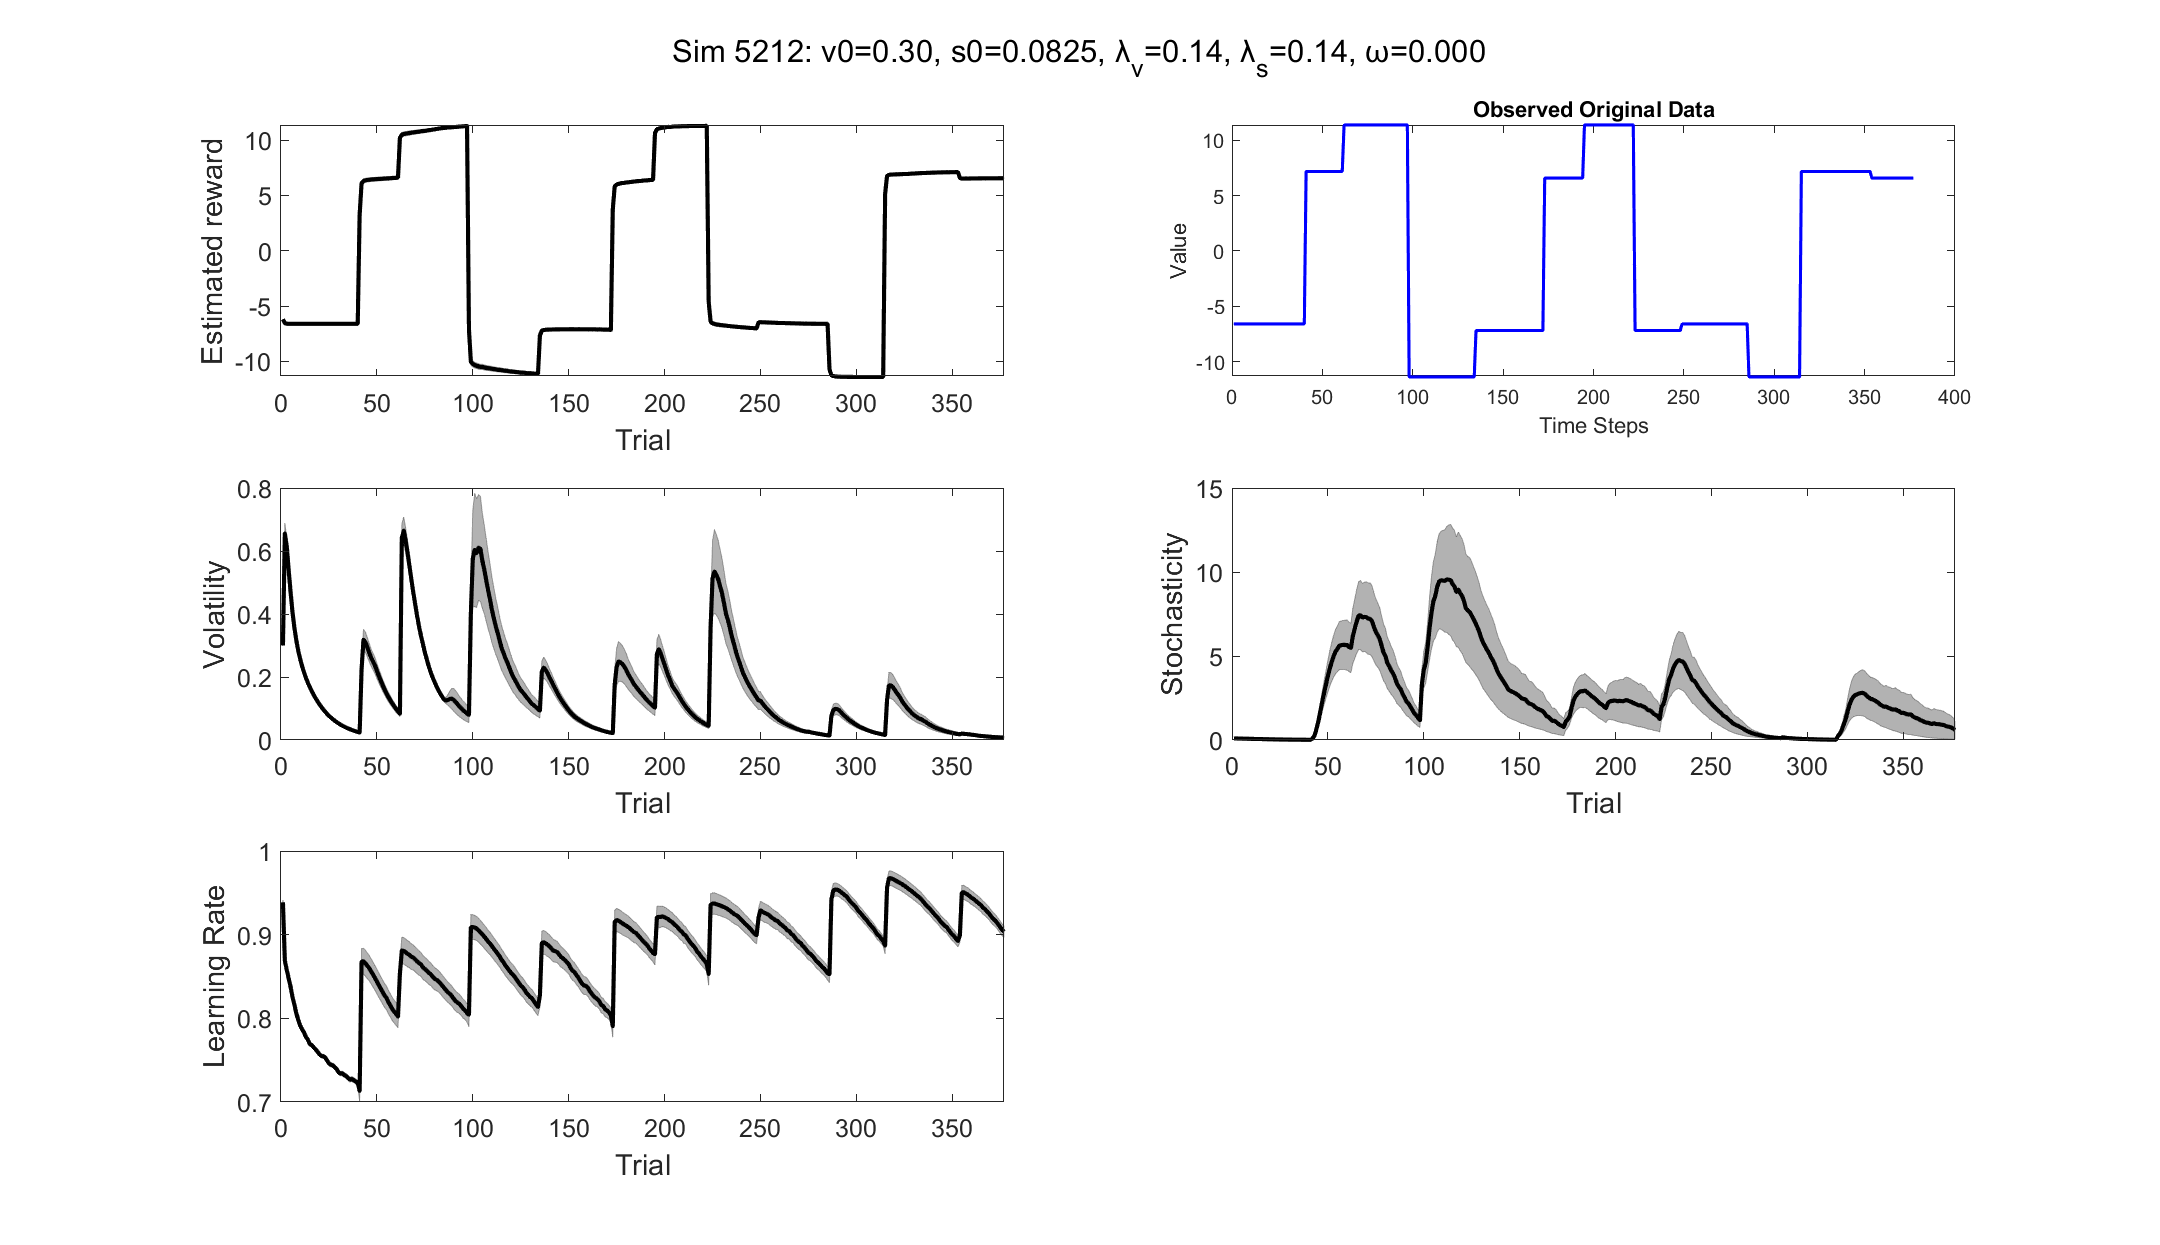 Sim 5212: v0=0.30, s0=0.0825, λ_v=0.14, λ_s=0.14, ω=0.000
Estimated reward
10
5
0
-5
-10
0 50 100 150 200 250 300 350
Trial
Observed Original Data
Value
10
5
0
-5
-10
0 50 100 150 200 250 300 350 400
Time Steps
Volatility
0.8
0.6
0.4
0.2
0
0 50 100 150 200 250 300 350
Trial
Stochasticity
15
10
5
0
0 50 100 150 200 250 300 350
Trial
Learning Rate
1
0.9
0.8
0.7
0 50 100 150 200 250 300 350
Trial